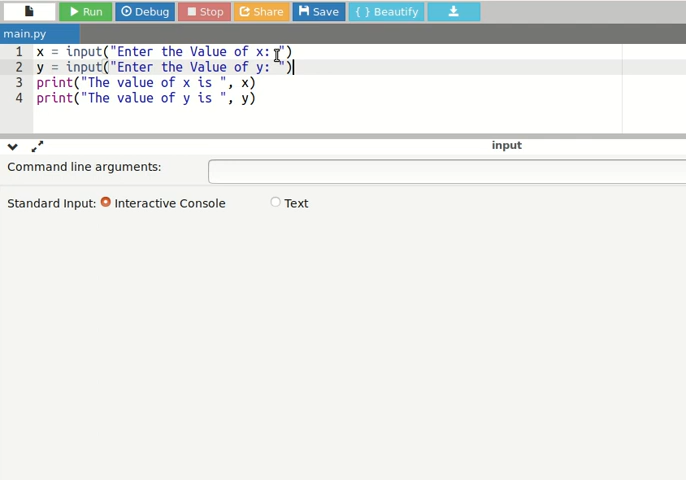 Run Debug Stop Share Save { } Beautify
main.py
1 x = input("Enter the Value of x: ")
2 y = input("Enter the Value of y: ")
3 print("The value of x is ", x)
4 print("The value of y is ", y)
input
Command line arguments:
Standard Input: Interactive Console Text